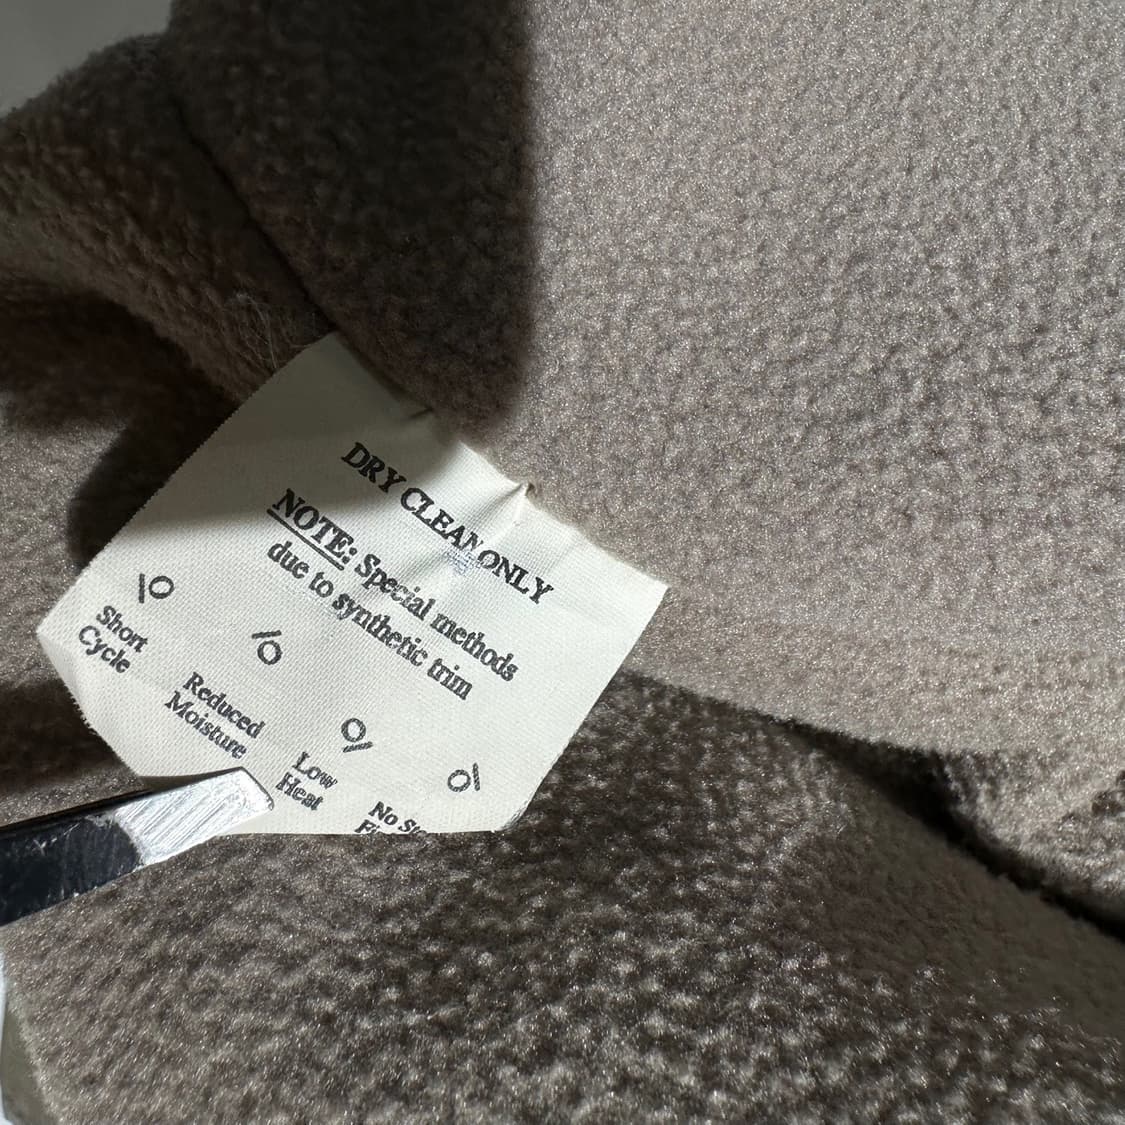 DRY CLEAN ONLY
NOTE: Special methods
due to synthetic trim
Short
Cycle
Reduced
Moisture
Low
Heat
No